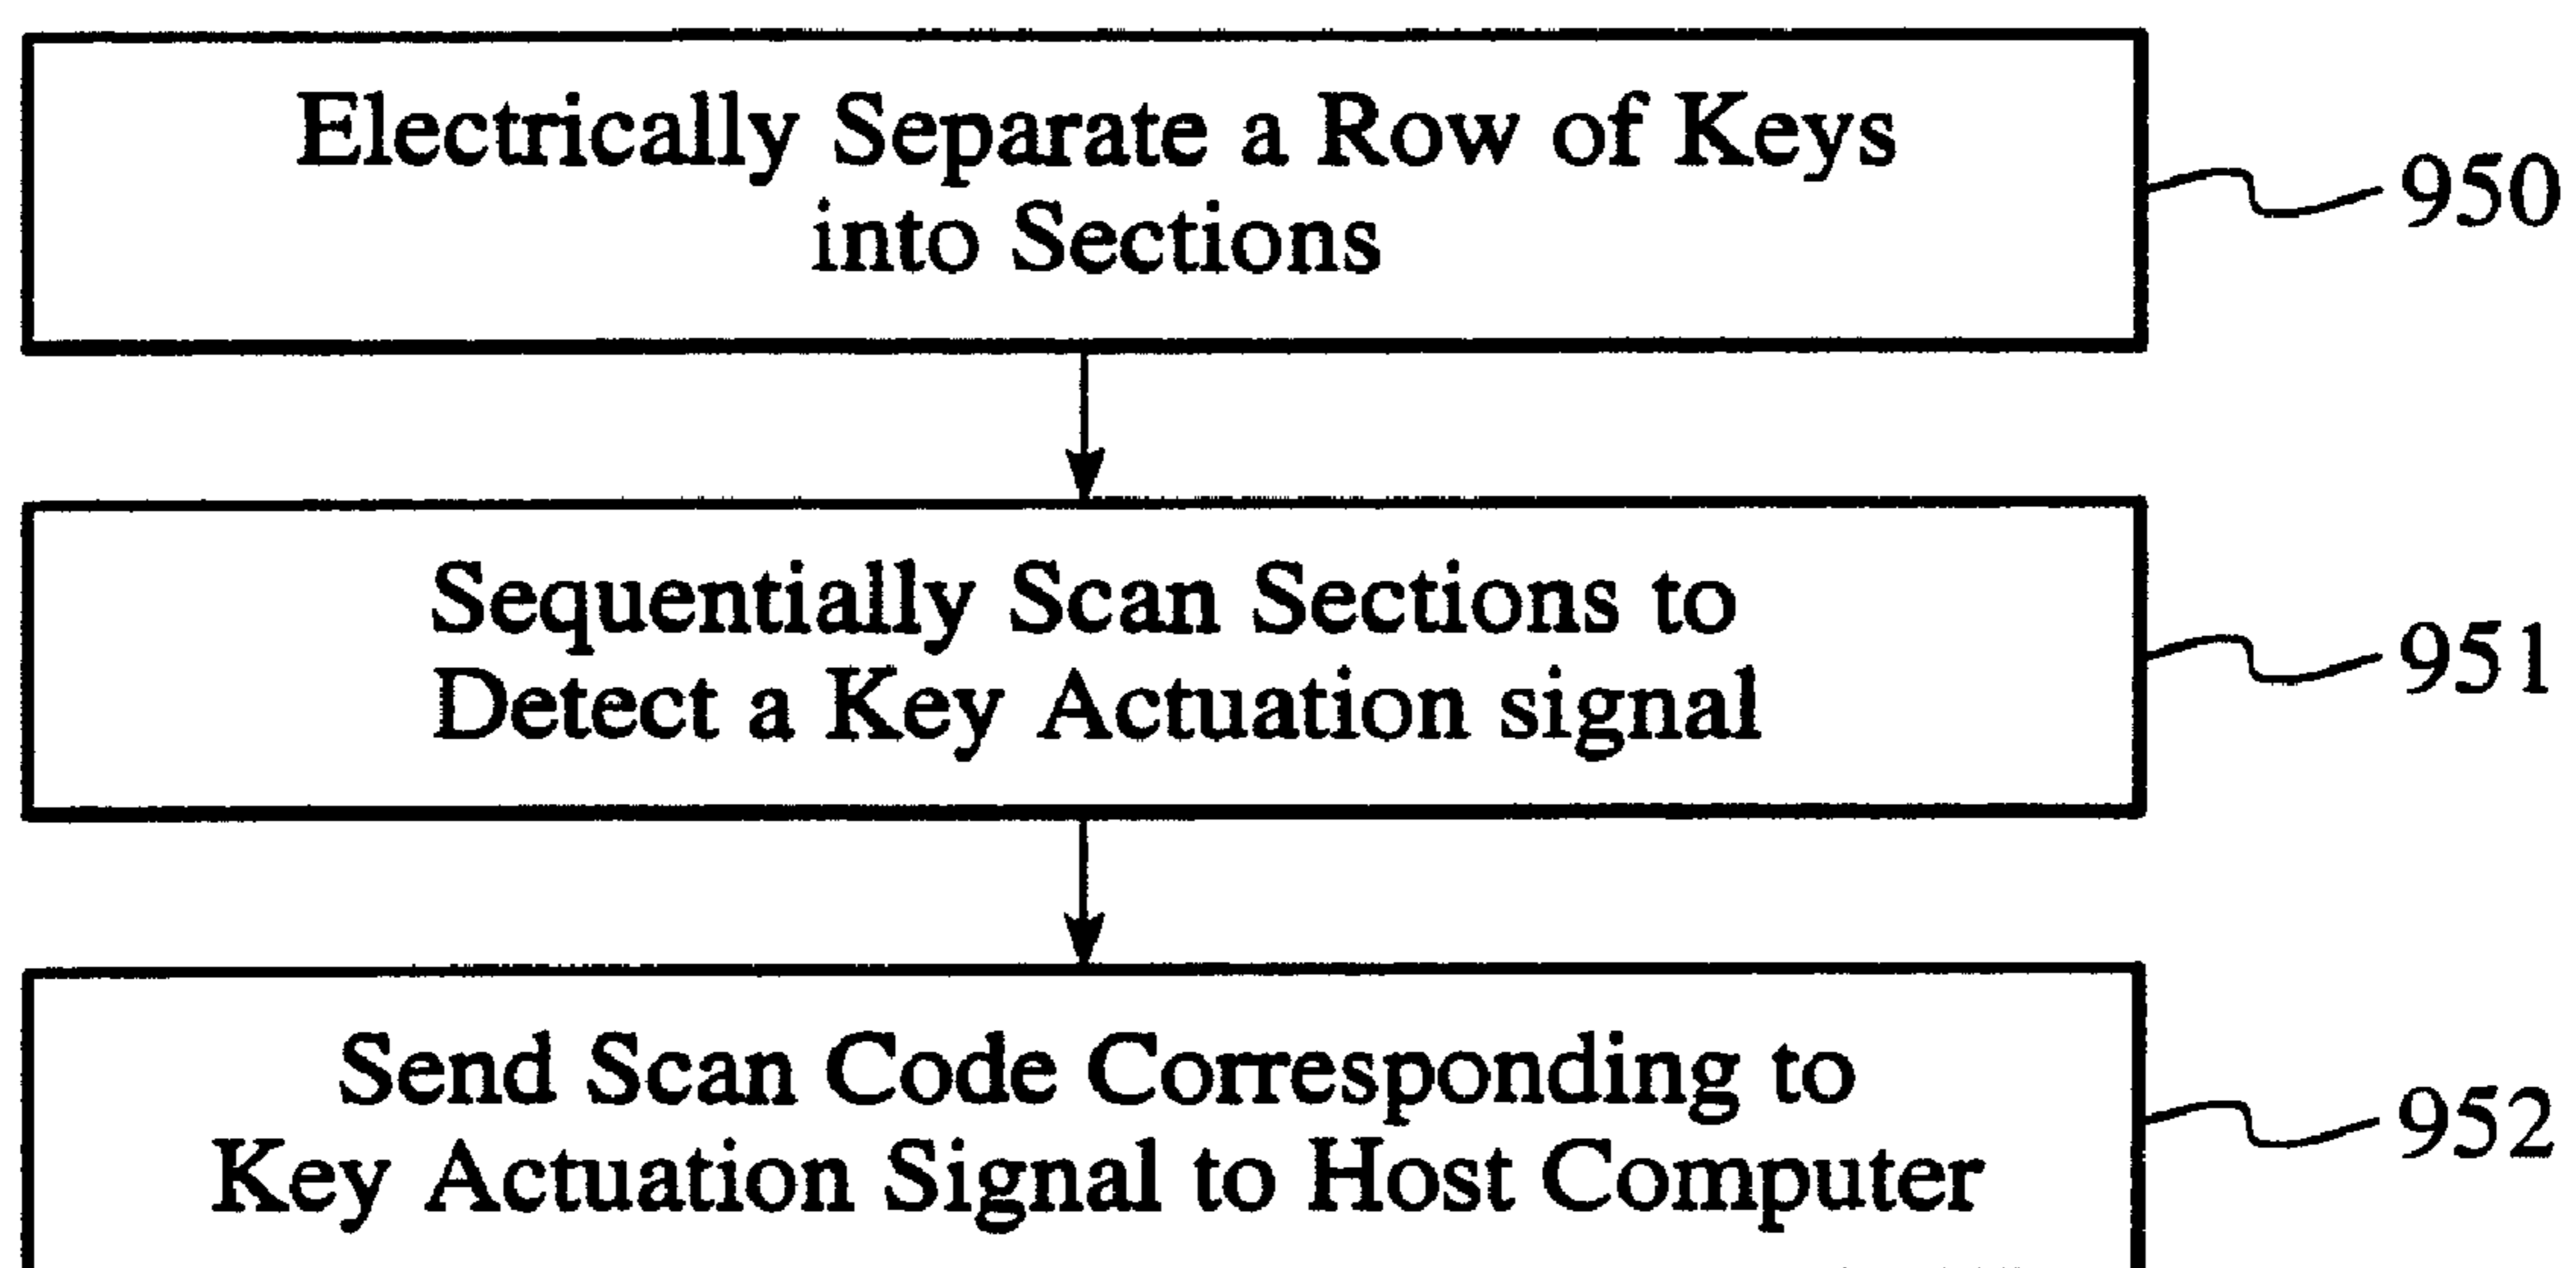 Electrically Separate a Row of Keys
into Sections
950
Sequentially Scan Sections to
Detect a Key Actuation signal
951
Send Scan Code Corresponding to
Key Actuation Signal to Host Computer
952